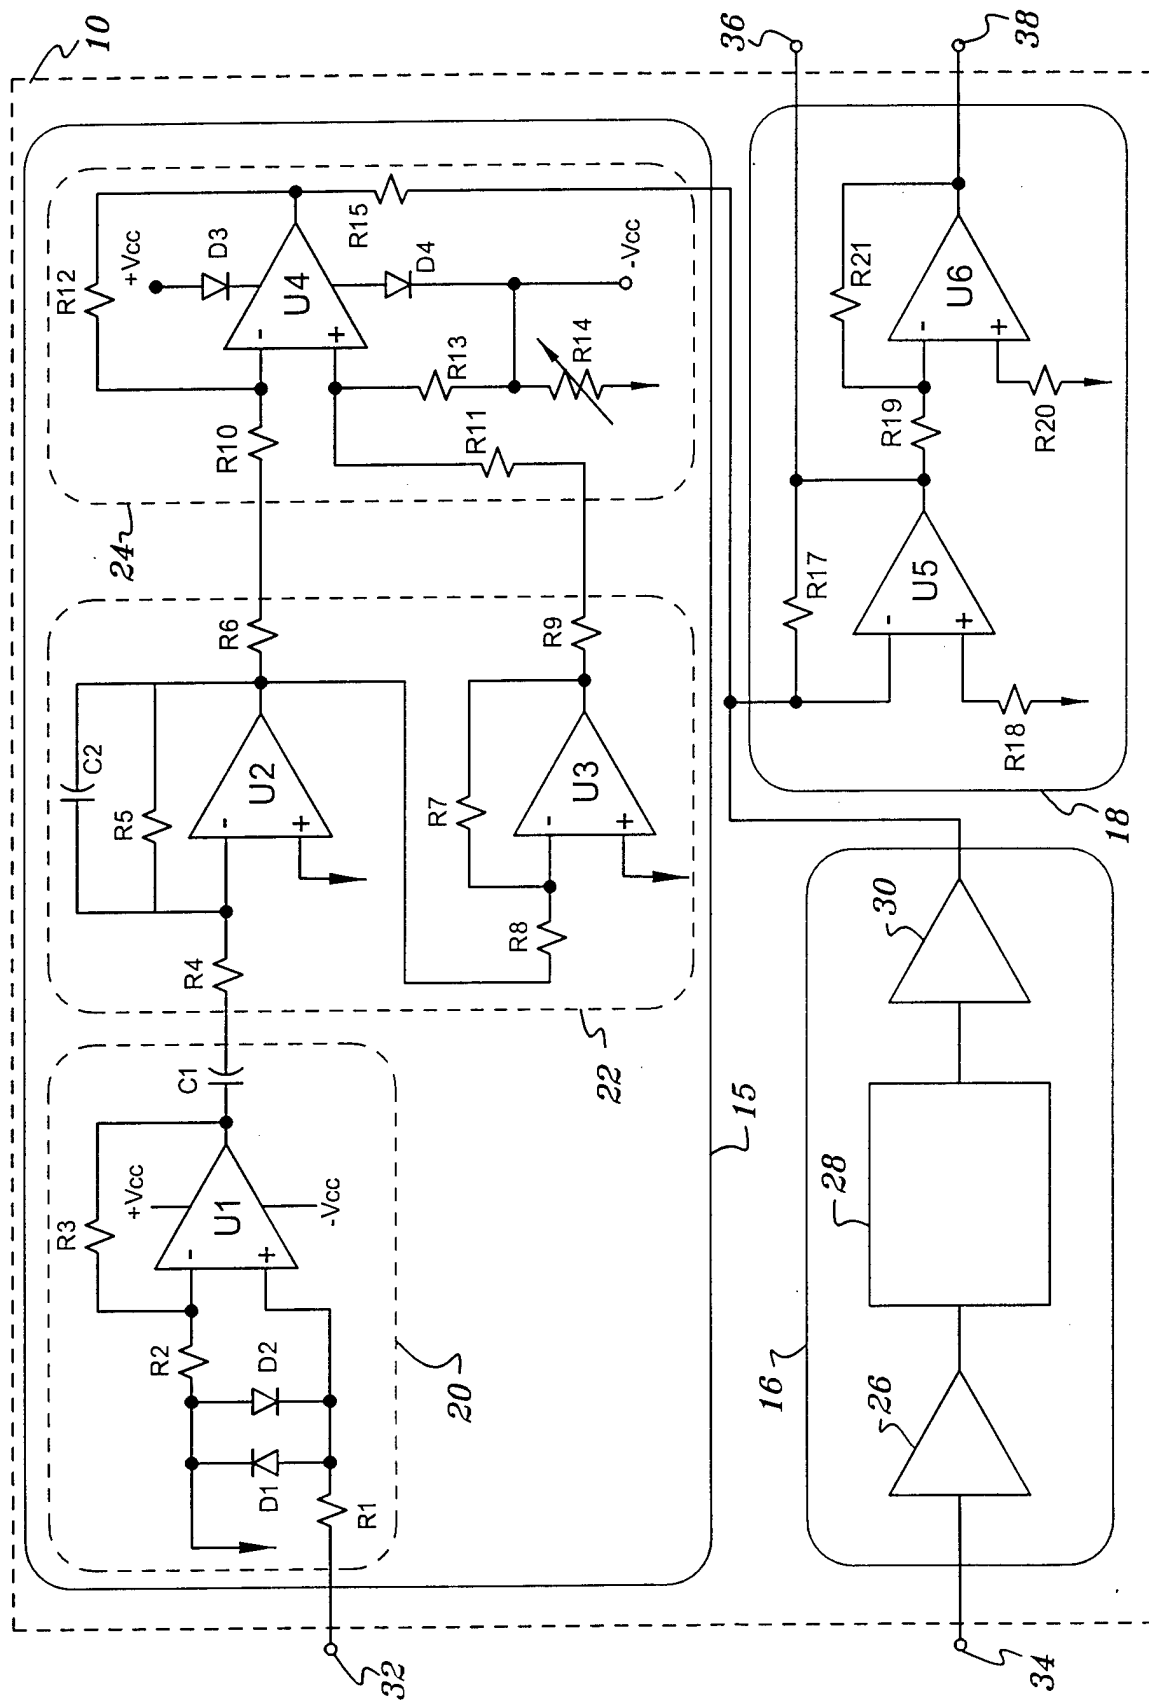 10
R12
+Vcc
D3
U4
-
+
R15
D4
-Vcc
R13
R14
R11
R10
24
R6
R9
C2
R5
U2
-
+
R7
U3
-
+
R8
R4
22
C1
R3
+Vcc
U1
-
+
-Vcc
R2
D2
D1
R1
20
15
32
36
38
R21
U6
-
+
R19
R20
R17
U5
-
+
R18
18
30
28
16
26
34